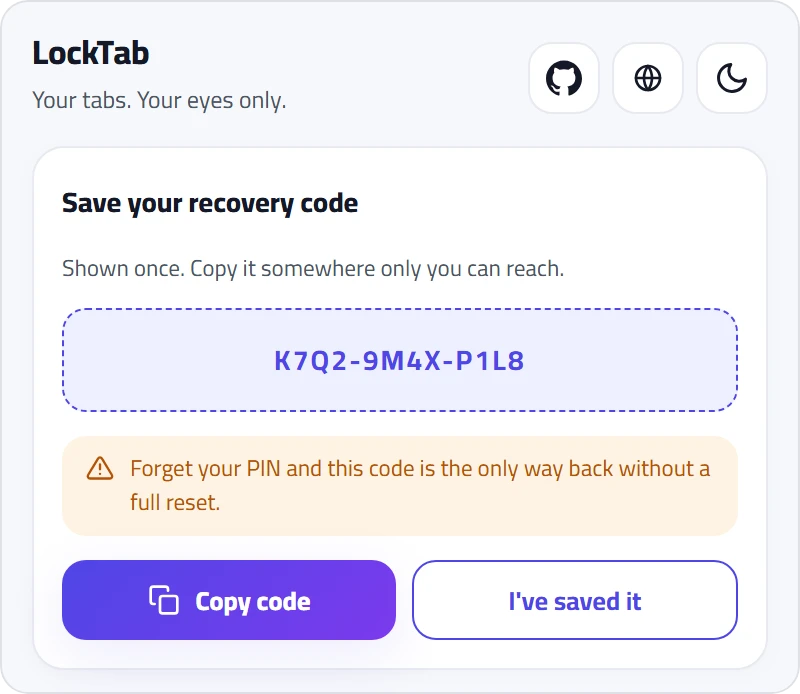 LockTab
Your tabs. Your eyes only.
Save your recovery code
Shown once. Copy it somewhere only you can reach.
K7Q2-9M4X-P1L8
Forget your PIN and this code is the only way back without a
full reset.
Copy code
I've saved it